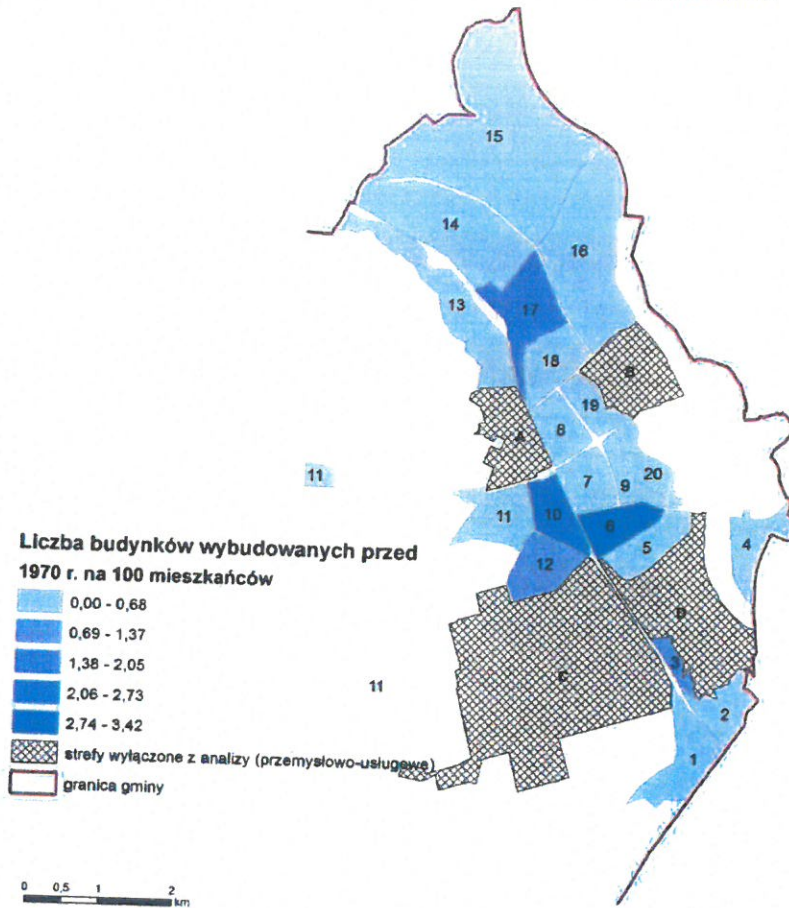 15
14
16
13
17
18
B
19
8
A
11
7
9
20
10
6
11
5
4
12
D
3
11
C
2
1
Liczba budynków wybudowanych przed
1970 r. na 100 mieszkańców
0,00 - 0,68
0,69 - 1,37
1,38 - 2,05
2,06 - 2,73
2,74 - 3,42
strefy wyłączone z analizy (przemysłowo-usługowe)
granica gminy
0 0,5 1 2
km